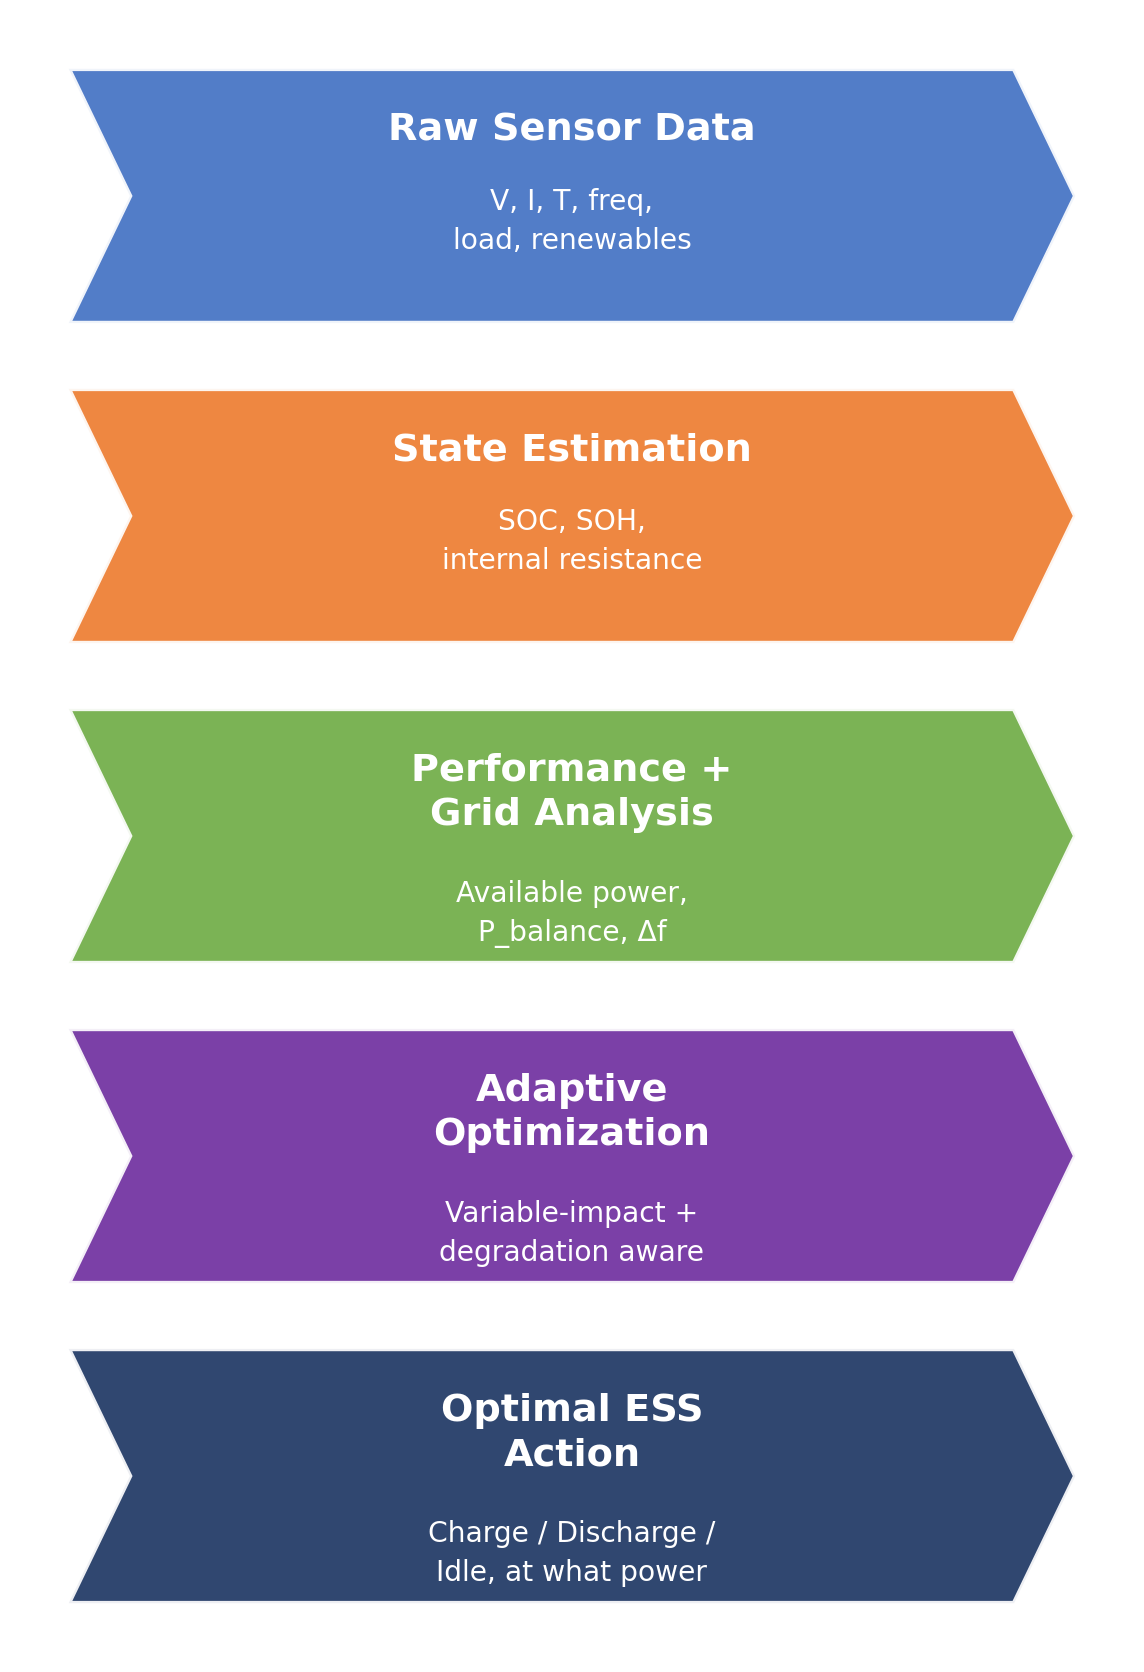 Raw Sensor Data
V, I, T, freq,
load, renewables
State Estimation
SOC, SOH,
internal resistance
Performance +
Grid Analysis
Available power,
P_balance, Δf
Adaptive
Optimization
Variable-impact +
degradation aware
Optimal ESS
Action
Charge / Discharge /
Idle, at what power